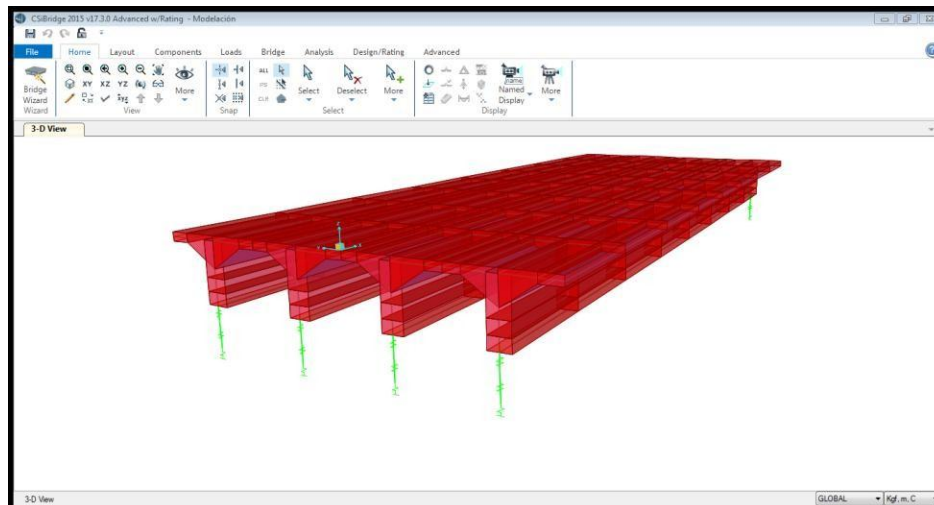 CSiBridge 2015 v17.3.0 Advanced w/Rating - Modelación
File Home Layout Components Loads Bridge Analysis Design/Rating Advanced
XY XZ YZ
ALL
CLR
Bridge Wizard
More
Select
Deselect
More
Named Display
More
Wizard View Snap Select Display
3-D View
3-D View
GLOBAL
Kgf, m, C